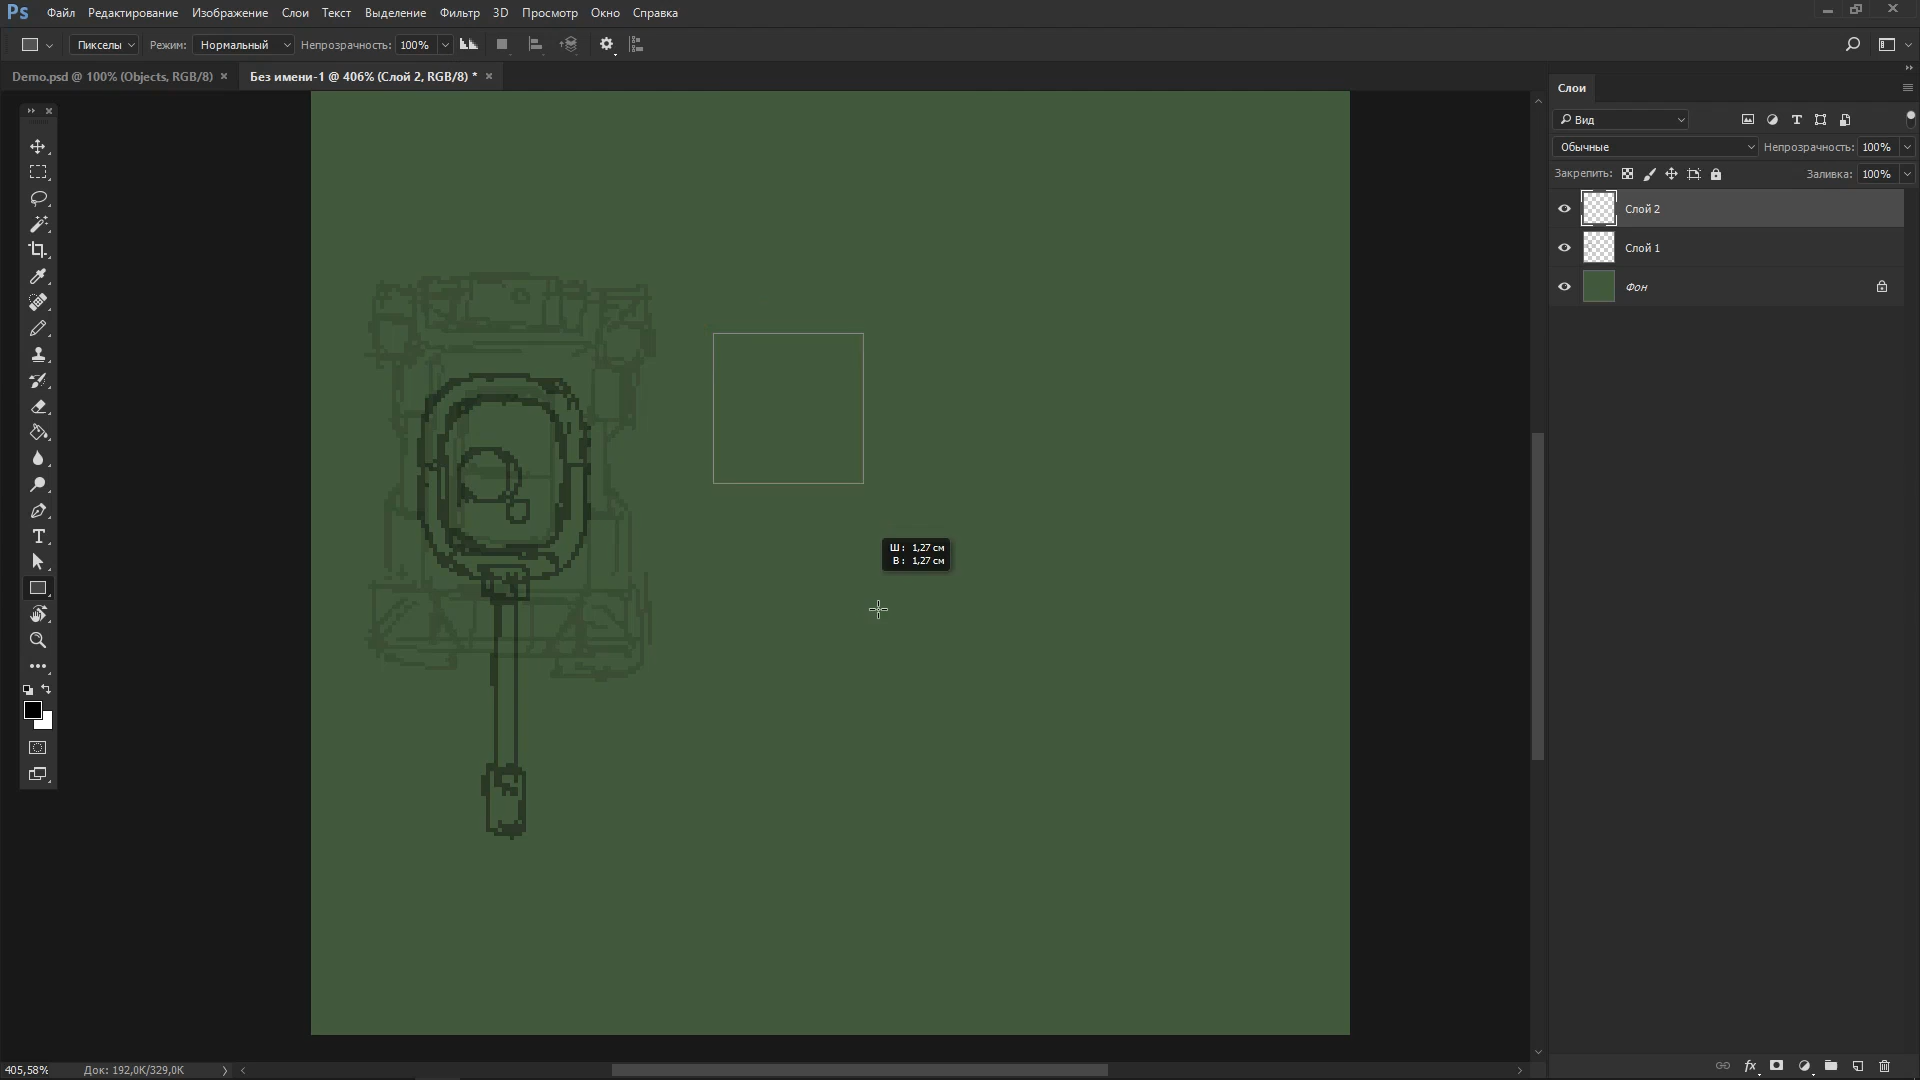 Ps Файл Редактирование Изображение Слои Текст Выделение Фильтр 3D Просмотр Окно Справка
Пикселы Режим: Нормальный Непрозрачность: 100%
Demo.psd @ 100% (Objects, RGB/8) × Без имени-1 @ 406% (Слой 2, RGB/8) * ×
Слои
Вид
Обычные Непрозрачность: 100%
Закрепить: Заливка: 100%
Слой 2
Слой 1
Фон
Ш: 1,27 см
В: 1,27 см
405,58% Док: 192,0K/329,0K